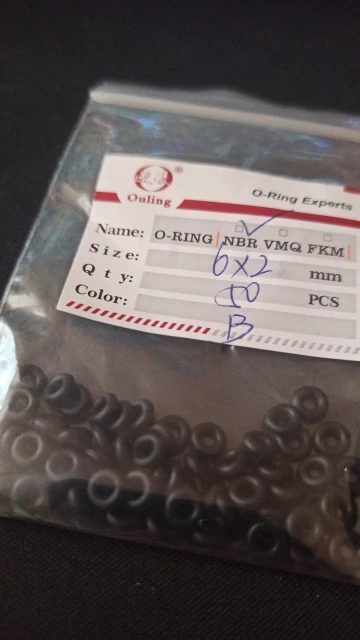 ®
Ouling
O-Ring Experts
Name: O-RING NBR VMQ FKM
Size: 6X2 mm
Qty: 50 PCS
Color: B